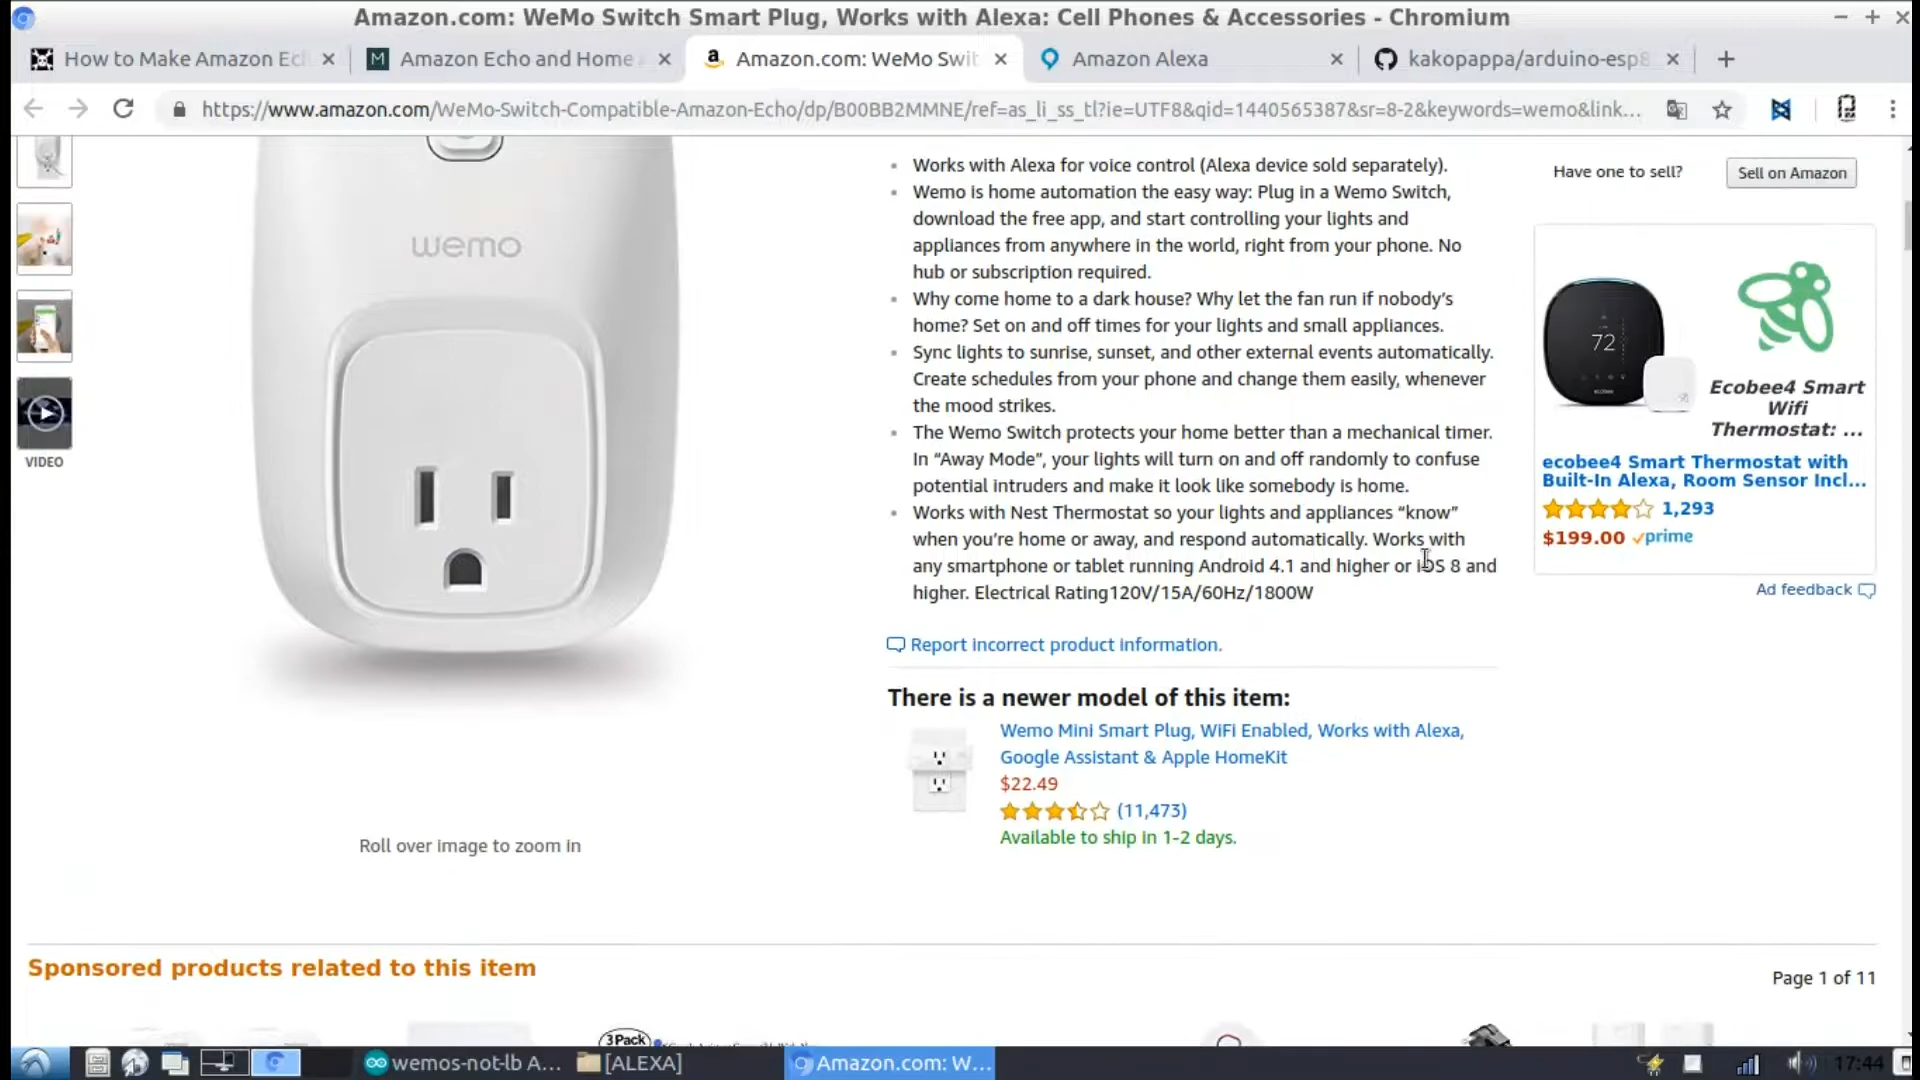 Amazon.com: WeMo Switch Smart Plug, Works with Alexa: Cell Phones & Accessories - Chromium
How to Make Amazon Ech
Amazon Echo and Home
Amazon.com: WeMo Swit
Amazon Alexa
kakopappa/arduino-esp8
https://www.amazon.com/WeMo-Switch-Compatible-Amazon-Echo/dp/B00BB2MMNE/ref=as_li_ss_tl?ie=UTF8&qid=1440565387&sr=8-2&keywords=wemo&link...
wemo
VIDEO
Roll over image to zoom in
Works with Alexa for voice control (Alexa device sold separately).
Wemo is home automation the easy way: Plug in a Wemo Switch,
download the free app, and start controlling your lights and
appliances from anywhere in the world, right from your phone. No
hub or subscription required.
Why come home to a dark house? Why let the fan run if nobody’s
home? Set on and off times for your lights and small appliances.
Sync lights to sunrise, sunset, and other external events automatically.
Create schedules from your phone and change them easily, whenever
the mood strikes.
The Wemo Switch protects your home better than a mechanical timer.
In “Away Mode”, your lights will turn on and off randomly to confuse
potential intruders and make it look like somebody is home.
Works with Nest Thermostat so your lights and appliances “know”
when you’re home or away, and respond automatically. Works with
any smartphone or tablet running Android 4.1 and higher or iOS 8 and
higher. Electrical Rating120V/15A/60Hz/1800W
Report incorrect product information.
There is a newer model of this item:
Wemo Mini Smart Plug, WiFi Enabled, Works with Alexa,
Google Assistant & Apple HomeKit
$22.49
(11,473)
Available to ship in 1-2 days.
Have one to sell?
Sell on Amazon
72
Ecobee4 Smart
Wifi
Thermostat: ...
ecobee4 Smart Thermostat with
Built-In Alexa, Room Sensor Incl...
1,293
$199.00 prime
Ad feedback
Sponsored products related to this item
Page 1 of 11
3Pack
wemos-not-lb A...
[ALEXA]
Amazon.com: W...
17:44